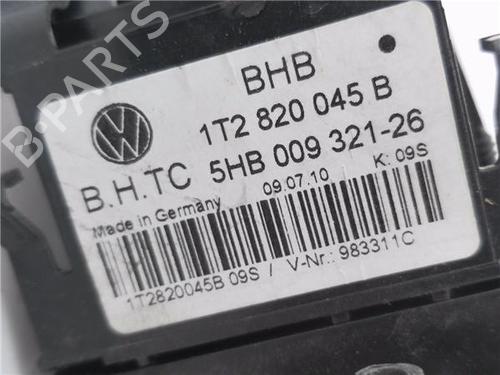 BHB
1T2 820 045 B
B.H.TC 5HB 009 321-26
Made in Germany 09.07.10 K: 09S
1T2820045B 09S / V-Nr.: 983311C